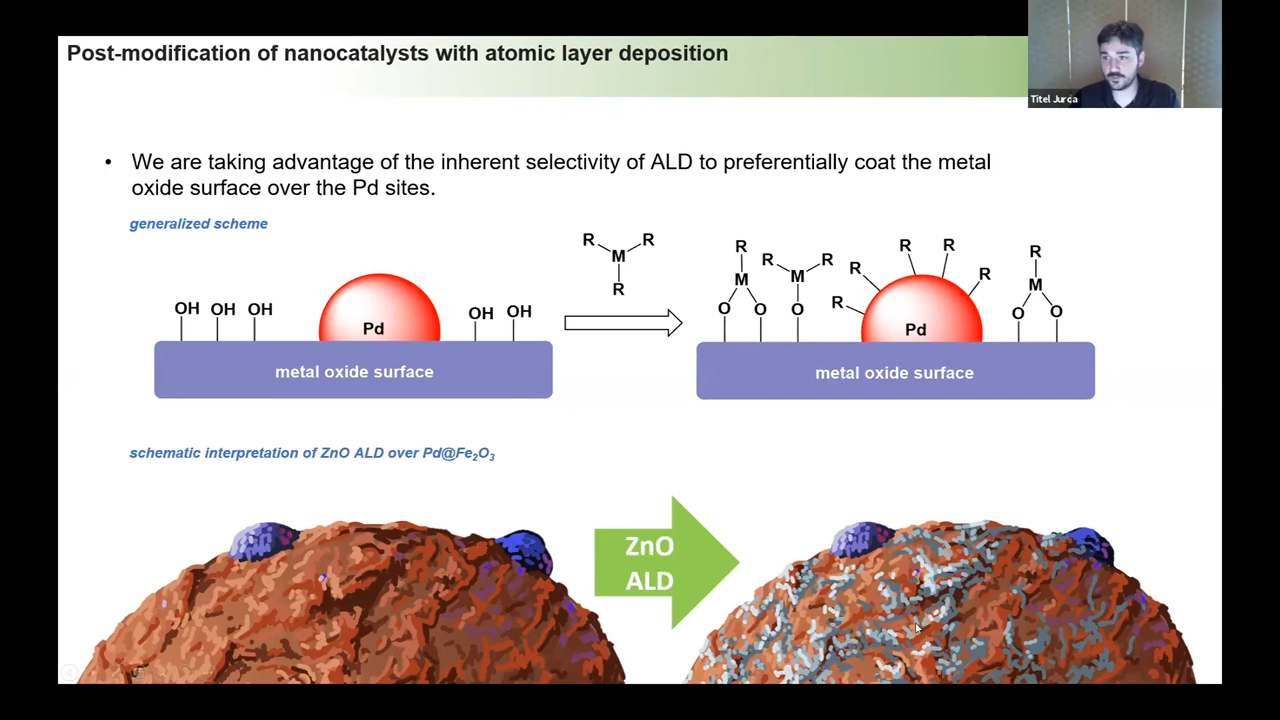 Post-modification of nanocatalysts with atomic layer deposition
Titel Jurca
• We are taking advantage of the inherent selectivity of ALD to preferentially coat the metal
oxide surface over the Pd sites.
generalized scheme
R R
M
R
OH OH OH
Pd
OH OH
metal oxide surface
R
R R
M
M
O O O
R R
R R
R
Pd
R
M
O O
metal oxide surface
schematic interpretation of ZnO ALD over Pd@Fe₂O₃
ZnO
ALD